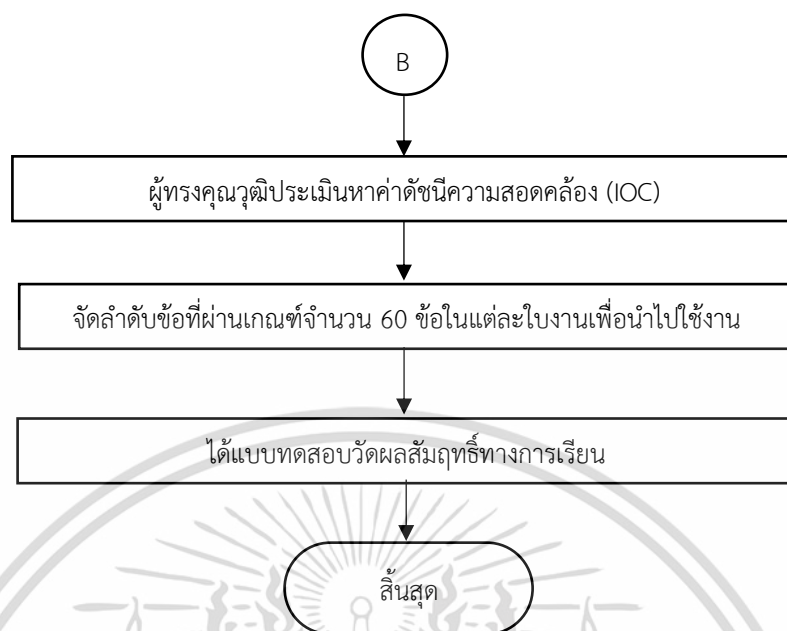 B
ผู้ทรงคุณวุฒิประเมินหาค่าดัชนีความสอดคล้อง (IOC)
จัดลำดับข้อที่ผ่านเกณฑ์จำนวน 60 ข้อในแต่ละใบงานเพื่อนำไปใช้งาน
ได้แบบทดสอบวัดผลสัมฤทธิ์ทางการเรียน
สิ้นสุด